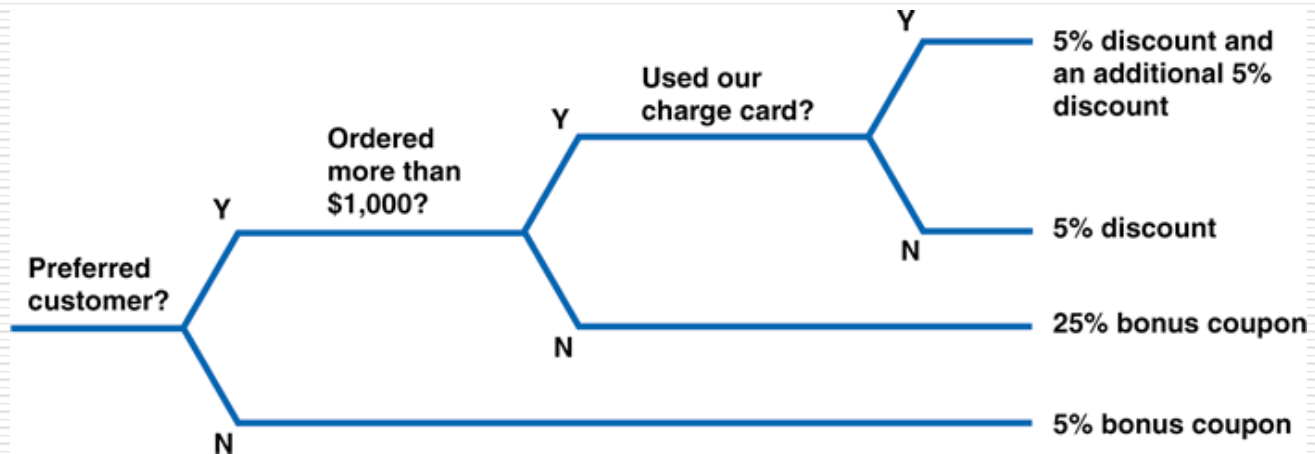 Preferred
customer?
Y
N
Ordered
more than
$1,000?
Y
N
Used our
charge card?
Y
N
5% discount and
an additional 5%
discount
5% discount
25% bonus coupon
5% bonus coupon